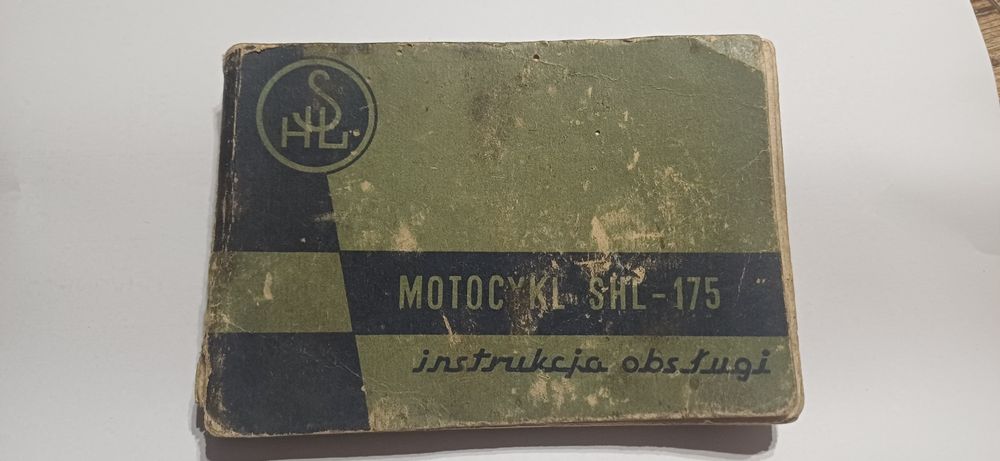 SHL
MOTOCYKL SHL-175
instrukcja obsługi